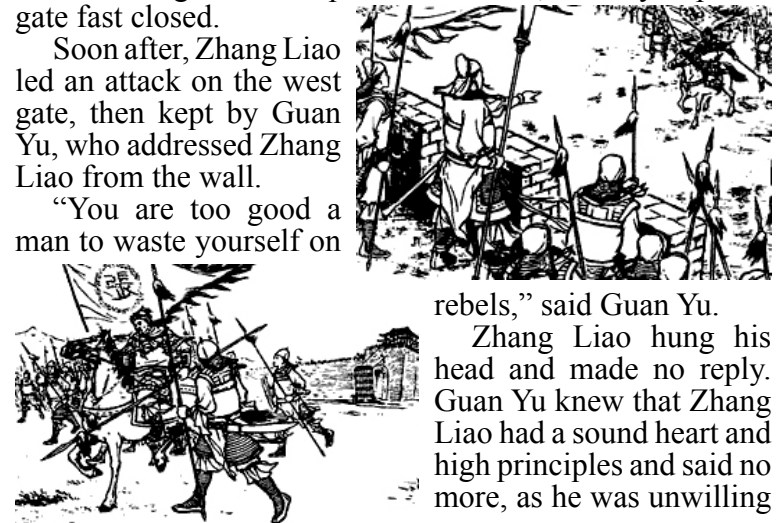 gate fast closed.
Soon after, Zhang Liao
led an attack on the west
gate, then kept by Guan
Yu, who addressed Zhang
Liao from the wall.
“You are too good a
man to waste yourself on
張
rebels,” said Guan Yu.
Zhang Liao hung his
head and made no reply.
Guan Yu knew that Zhang
Liao had a sound heart and
high principles and said no
more, as he was unwilling